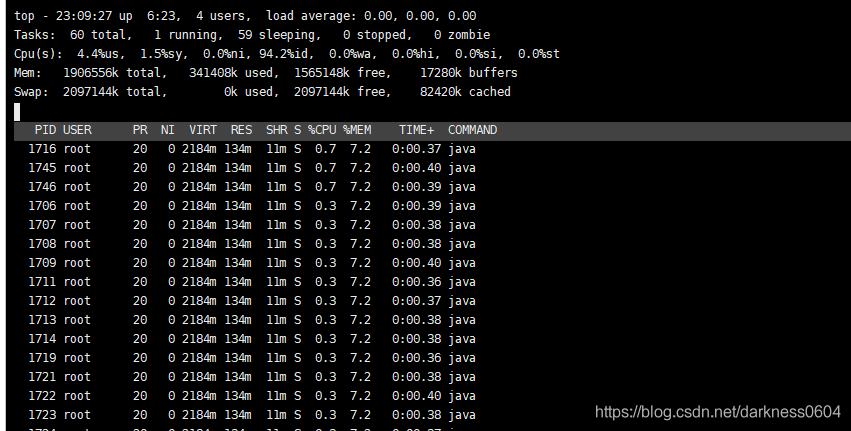 top - 23:09:27 up  6:23,  4 users,  load average: 0.00, 0.00, 0.00
Tasks:  60 total,   1 running,  59 sleeping,   0 stopped,   0 zombie
Cpu(s):  4.4%us,  1.5%sy,  0.0%ni, 94.2%id,  0.0%wa,  0.0%hi,  0.0%si,  0.0%st
Mem:   1906556k total,   341408k used,  1565148k free,    17280k buffers
Swap:  2097144k total,        0k used,  2097144k free,    82420k cached
PID USER      PR  NI  VIRT  RES  SHR S %CPU %MEM    TIME+  COMMAND
1716 root      20   0 2184m 134m  11m S  0.7  7.2   0:00.37 java
1745 root      20   0 2184m 134m  11m S  0.7  7.2   0:00.40 java
1746 root      20   0 2184m 134m  11m S  0.7  7.2   0:00.39 java
1706 root      20   0 2184m 134m  11m S  0.3  7.2   0:00.39 java
1707 root      20   0 2184m 134m  11m S  0.3  7.2   0:00.38 java
1708 root      20   0 2184m 134m  11m S  0.3  7.2   0:00.38 java
1709 root      20   0 2184m 134m  11m S  0.3  7.2   0:00.40 java
1711 root      20   0 2184m 134m  11m S  0.3  7.2   0:00.36 java
1712 root      20   0 2184m 134m  11m S  0.3  7.2   0:00.37 java
1713 root      20   0 2184m 134m  11m S  0.3  7.2   0:00.38 java
1714 root      20   0 2184m 134m  11m S  0.3  7.2   0:00.38 java
1719 root      20   0 2184m 134m  11m S  0.3  7.2   0:00.36 java
1721 root      20   0 2184m 134m  11m S  0.3  7.2   0:00.38 java
1722 root      20   0 2184m 134m  11m S  0.3  7.2   0:00.40 java
1723 root      20   0 2184m 134m  11m S  0.3  7.2   0:00.38 java
https://blog.csdn.net/darkness0604